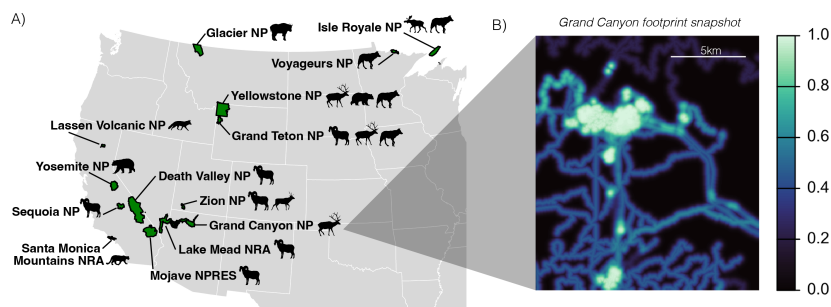 A)
Glacier NP
Isle Royale NP
Voyageurs NP
Yellowstone NP
Grand Teton NP
Lassen Volcanic NP
Yosemite NP
Death Valley NP
Zion NP
Sequoia NP
Grand Canyon NP
Lake Mead NRA
Santa Monica
Mountains NRA
Mojave NPRES
B)
Grand Canyon footprint snapshot
5km
1.0
0.8
0.6
0.4
0.2
0.0